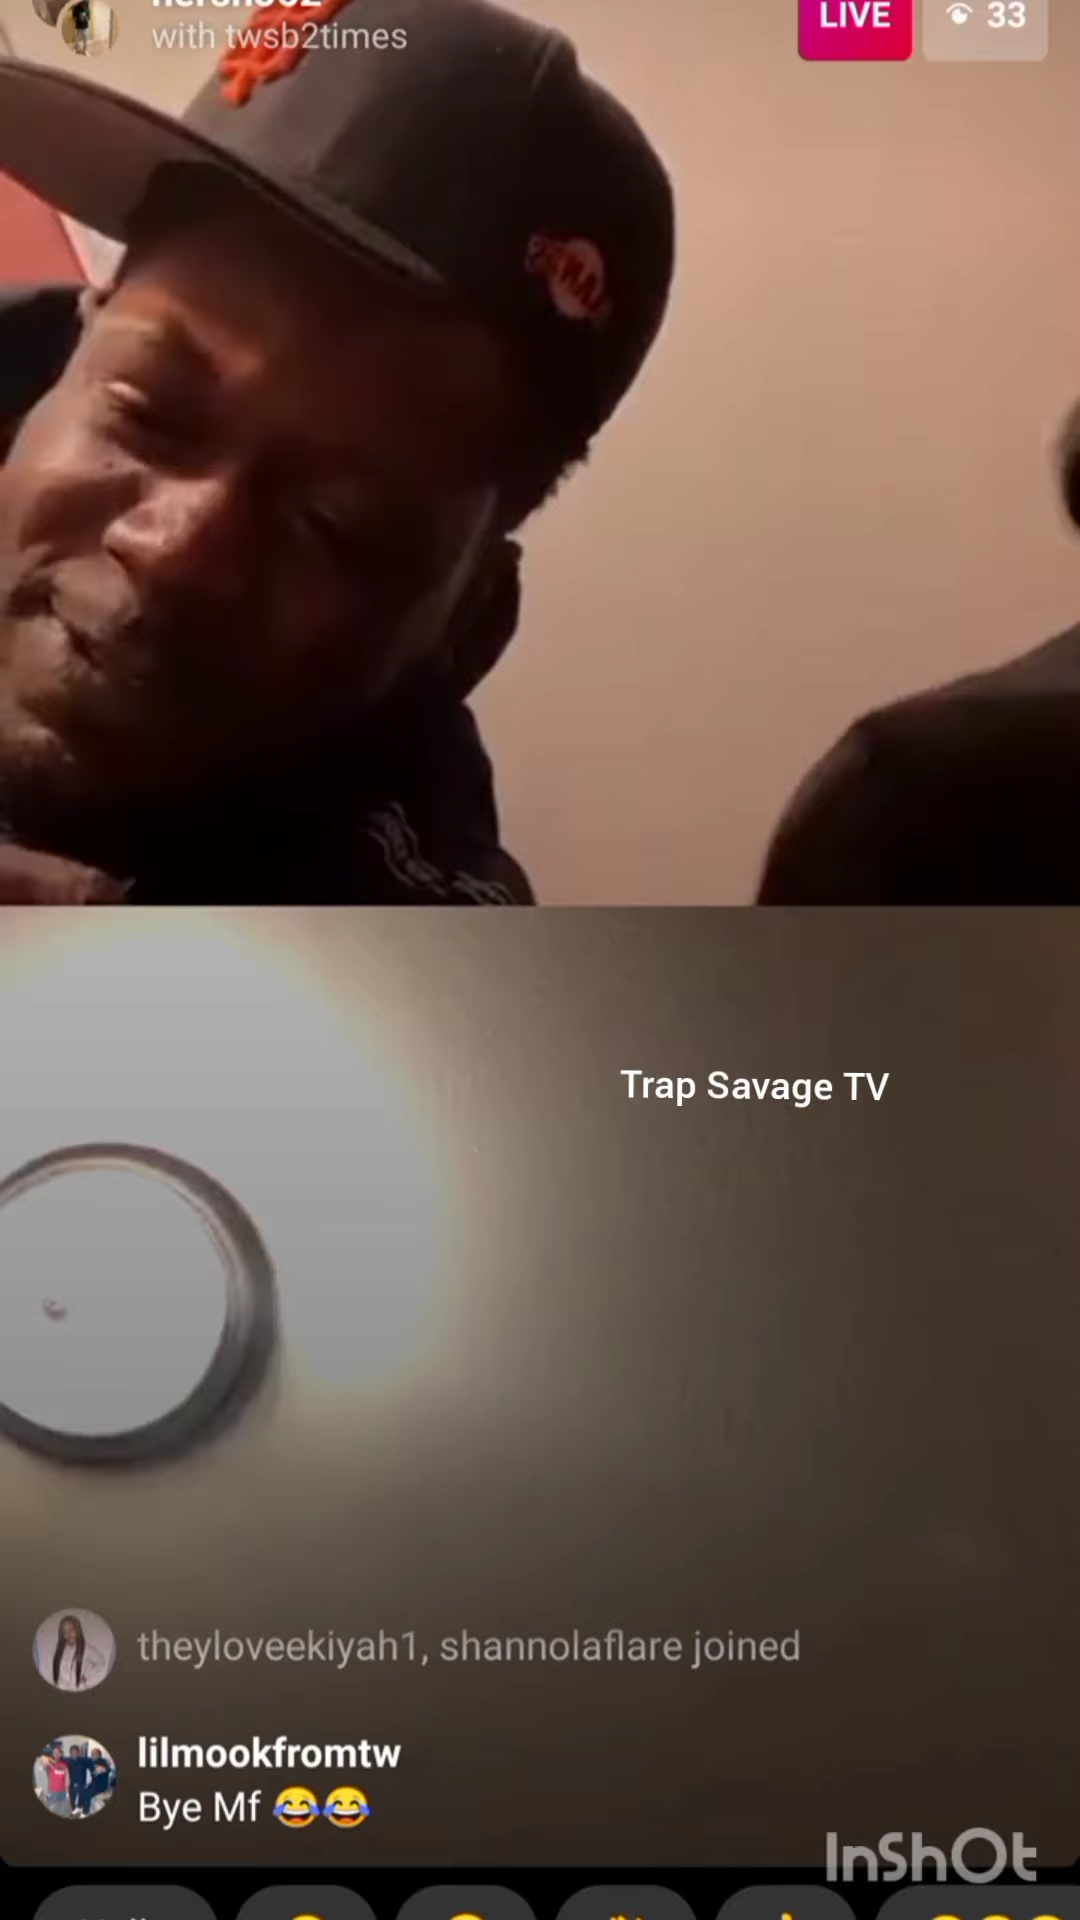 with twsb2times
LIVE
33
Trap Savage TV
theyloveekiyah1, shannolaflare joined
lilmookfromtw
Bye Mf 😂😂
InShOt